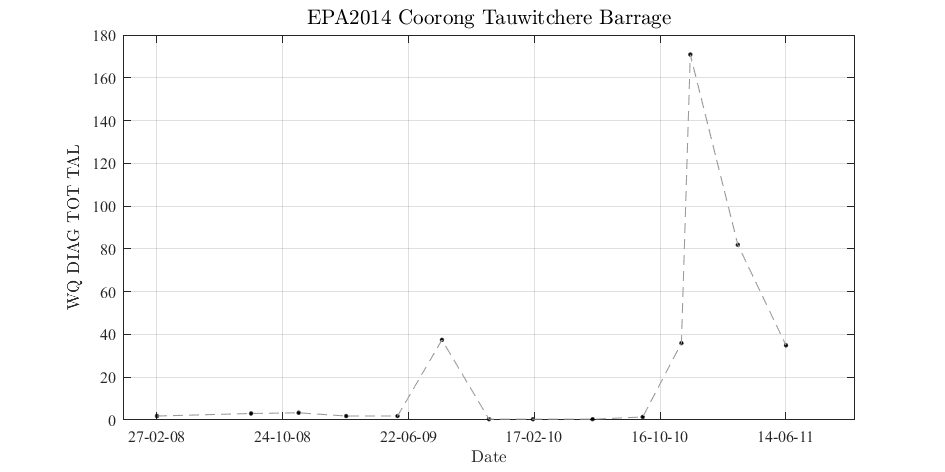 EPA2014 Coorong Tauwitchere Barrage
WQ DIAG TOT TAL
180
160
140
120
100
80
60
40
20
0
27-02-08 24-10-08 22-06-09 17-02-10 16-10-10 14-06-11
Date